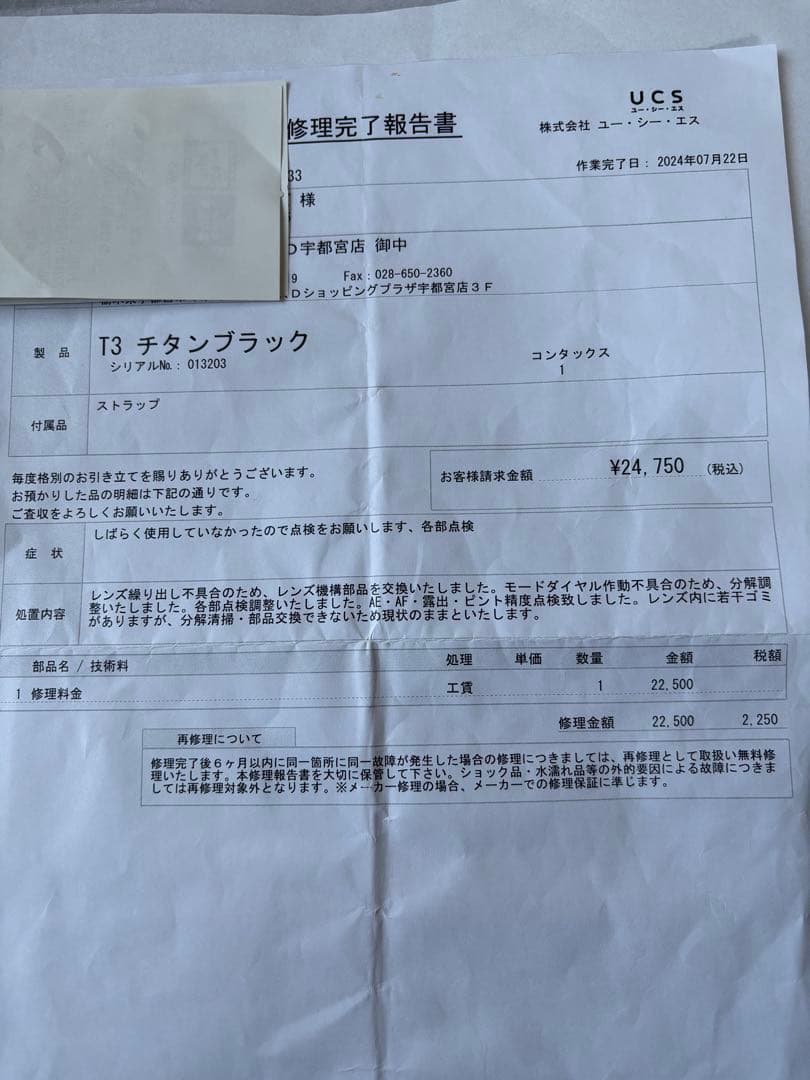 UCS
ユー・シー・エス
修理完了報告書
株式会社 ユー・シー・エス
作業完了日： 2024年07月22日
33
様
宇都宮店 御中
9 Fax：028-650-2360
Dショッピングプラザ宇都宮店３Ｆ
製 品
T3 チタンブラック
シリアル№.： 013203
コンタックス
1
付属品
ストラップ
毎度格別のお引き立てを賜りありがとうございます。
お預かりした品の明細は下記の通りです。
ご査収をよろしくお願いいたします。
お客様請求金額 ¥24,750 （税込）
症 状
しばらく使用していなかったので点検をお願いします、各部点検
処置内容
レンズ繰り出し不具合のため、レンズ機構部品を交換いたしました。モードダイヤル作動不具合のため、分解調
整いたしました。各部点検調整いたしました。AE・AF・露出・ピント精度点検致しました。レンズ内に若干ゴミ
がありますが、分解清掃・部品交換できないため現状のままといたします。
部品名 / 技術料 処理 単価 数量 金額 税額
1 修理料金 工賃 1 22,500
修理金額 22,500 2,250
再修理について
修理完了後６ヶ月以内に同一箇所に同一故障が発生した場合の修理につきましては、再修理として取扱い無料修
理いたします。本修理報告書を大切に保管して下さい。ショック品・水濡れ品等の外的要因による故障につきま
しては再修理対象外となります。※メーカー修理の場合、メーカーでの修理保証に準じます。